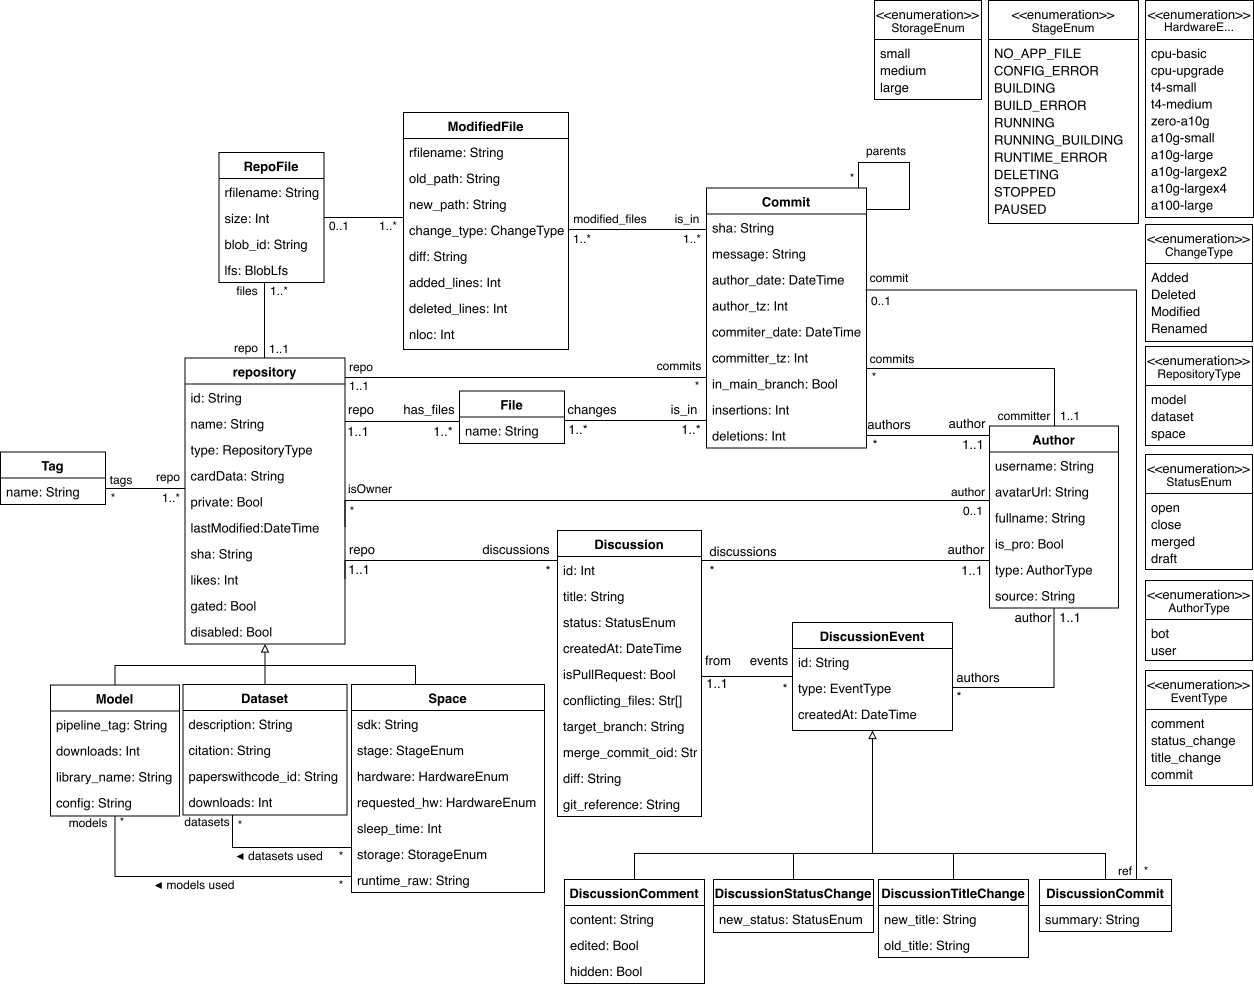 <<enumeration>>
StorageEnum
small
medium
large
<<enumeration>>
StageEnum
NO_APP_FILE
CONFIG_ERROR
BUILDING
BUILD_ERROR
RUNNING
RUNNING_BUILDING
RUNTIME_ERROR
DELETING
STOPPED
PAUSED
<<enumeration>>
HardwareE...
cpu-basic
cpu-upgrade
t4-small
t4-medium
zero-a10g
a10g-small
a10g-large
a10g-largex2
a10g-largex4
a100-large
<<enumeration>>
ChangeType
Added
Deleted
Modified
Renamed
<<enumeration>>
RepositoryType
model
dataset
space
<<enumeration>>
StatusEnum
open
close
merged
draft
<<enumeration>>
AuthorType
bot
user
<<enumeration>>
EventType
comment
status_change
title_change
commit
RepoFile
rfilename: String
size: Int
blob_id: String
lfs: BlobLfs
0..1
1..*
files
1..*
repo
1..1
ModifiedFile
rfilename: String
old_path: String
new_path: String
change_type: ChangeType
diff: String
added_lines: Int
deleted_lines: Int
nloc: Int
modified_files
is_in
1..*
1..*
parents
*
Commit
sha: String
message: String
author_date: DateTime
author_tz: Int
commiter_date: DateTime
committer_tz: Int
in_main_branch: Bool
insertions: Int
deletions: Int
commit
0..1
commits
*
committer
1..1
authors
author
*
1..1
repository
id: String
name: String
type: RepositoryType
cardData: String
private: Bool
lastModified:DateTime
sha: String
likes: Int
gated: Bool
disabled: Bool
repo
commits
1..1
*
repo
has_files
1..1
1..*
File
name: String
changes
is_in
1..*
1..*
Tag
name: String
tags
repo
*
1..*
isOwner
author
*
0..1
repo
discussions
1..1
*
Author
username: String
avatarUrl: String
fullname: String
is_pro: Bool
type: AuthorType
source: String
author
1..1
Discussion
id: Int
title: String
status: StatusEnum
createdAt: DateTime
isPullRequest: Bool
conflicting_files: Str[]
target_branch: String
merge_commit_oid: Str
diff: String
git_reference: String
discussions
author
*
1..1
from
events
1..1
*
DiscussionEvent
id: String
type: EventType
createdAt: DateTime
authors
*
Model
pipeline_tag: String
downloads: Int
library_name: String
config: String
models
*
Dataset
description: String
citation: String
paperswithcode_id: String
downloads: Int
datasets
*
Space
sdk: String
stage: StageEnum
hardware: HardwareEnum
requested_hw: HardwareEnum
sleep_time: Int
storage: StorageEnum
runtime_raw: String
◄ datasets used
*
◄ models used
*
ref
*
DiscussionComment
content: String
edited: Bool
hidden: Bool
DiscussionStatusChange
new_status: StatusEnum
DiscussionTitleChange
new_title: String
old_title: String
DiscussionCommit
summary: String